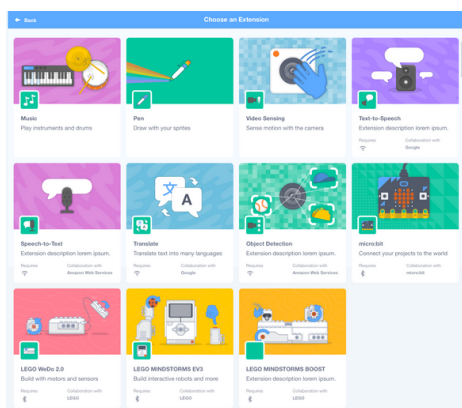 Back
Choose an Extension
Music
Play instruments and drums
Pen
Draw with your sprites
Video Sensing
Sense motion with the camera
Text-to-Speech
Extension description lorem ipsum.
Requires
Collaboration with
Google
Speech-to-Text
Extension description lorem ipsum.
Requires
Collaboration with
Amazon Web Services
文
A
Translate
Translate text into many languages
Requires
Collaboration with
Google
Object Detection
Extension description lorem ipsum.
Requires
Collaboration with
Amazon Web Services
micro:bit
Connect your projects to the world
Requires
Collaboration with
micro:bit
LEGO WeDo 2.0
Build with motors and sensors
Requires
Collaboration with
LEGO
LEGO MINDSTORMS EV3
Build interactive robots and more
Requires
Collaboration with
LEGO
LEGO MINDSTORMS BOOST
Extension description lorem ipsum.
Requires
Collaboration with
LEGO